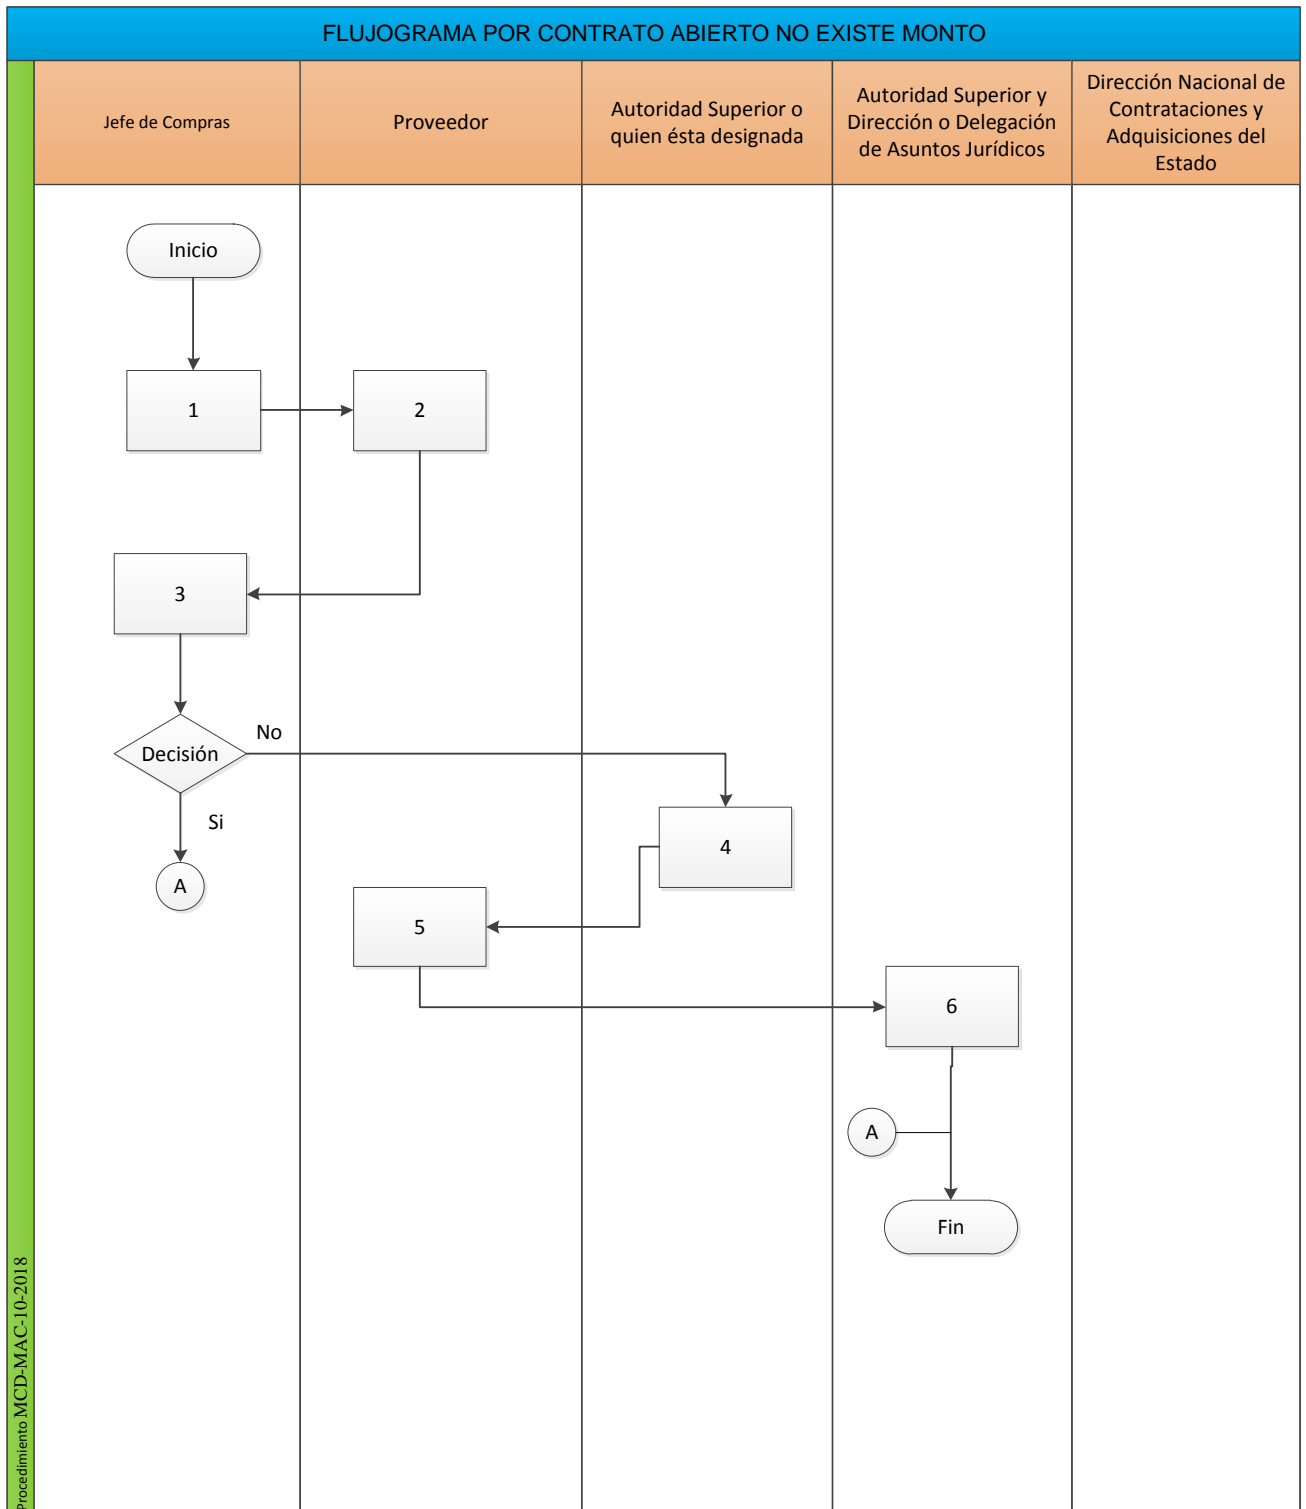 FLUJOGRAMA POR CONTRATO ABIERTO NO EXISTE MONTO
Jefe de Compras
Proveedor
Autoridad Superior o
quien ésta designada
Autoridad Superior y
Dirección o Delegación
de Asuntos Jurídicos
Dirección Nacional de
Contrataciones y
Adquisiciones del
Estado
Inicio
1
2
3
Decisión
No
Si
A
4
5
6
A
Fin
Procedimiento MCD-MAC-10-2018